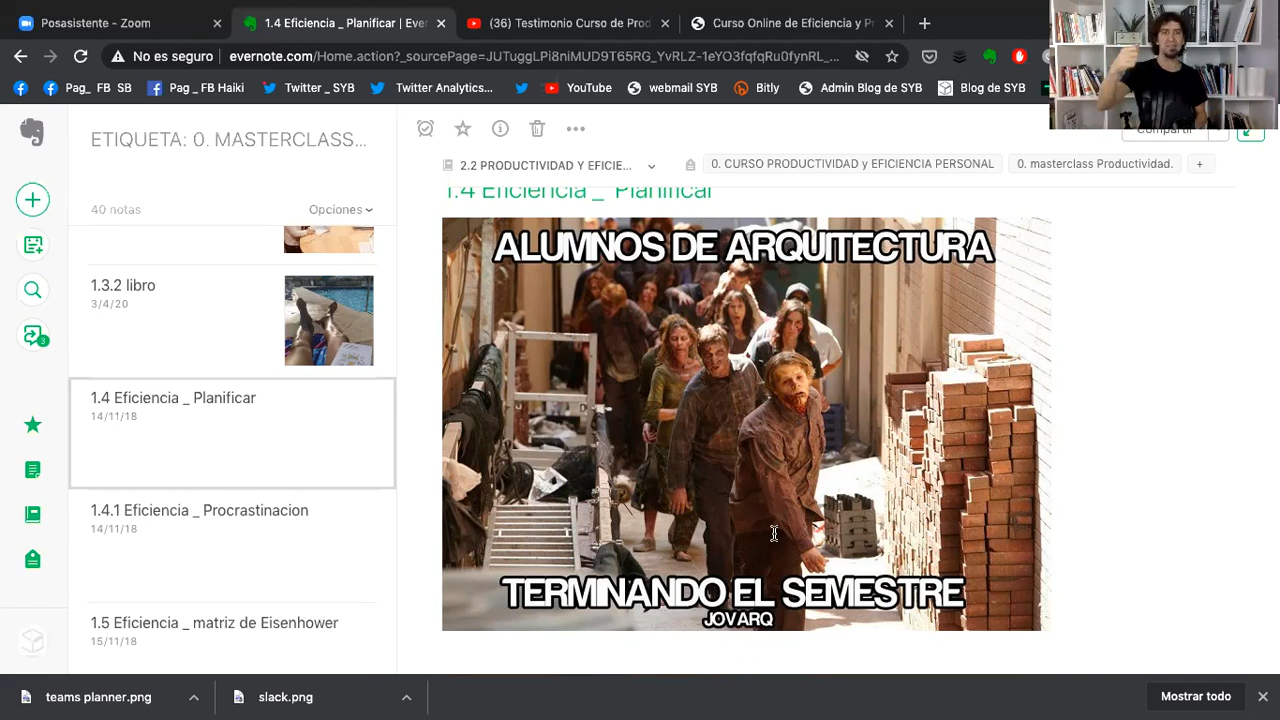 Posasistente - Zoom
1.4 Eficiencia _ Planificar | Ever
(36) Testimonio Curso de Prod
Curso Online de Eficiencia y Pr
No es seguro
evernote.com/Home.action?_sourcePage=JUTuggLPi8niMUD9T65RG_YvRLZ-1eYO3fqfqRu0fynRL_...
Pag_ FB SB
Pag _ FB Haiki
Twitter _ SYB
Twitter Analytics...
YouTube
webmail SYB
Bitly
Admin Blog de SYB
Blog de SYB
ETIQUETA: 0. MASTERCLASS...
40 notas
Opciones
1.3.2 libro
3/4/20
1.4 Eficiencia _ Planificar
14/11/18
1.4.1 Eficiencia _ Procrastinacion
14/11/18
1.5 Eficiencia _ matriz de Eisenhower
15/11/18
3
Compartir
2.2 PRODUCTIVIDAD Y EFICIE...
0. CURSO PRODUCTIVIDAD y EFICIENCIA PERSONAL
0. masterclass Productividad.
+
1.4 Eficiencia _ Planificar
ALUMNOS DE ARQUITECTURA
TERMINANDO EL SEMESTRE
JOVARQ
teams planner.png
slack.png
Mostrar todo